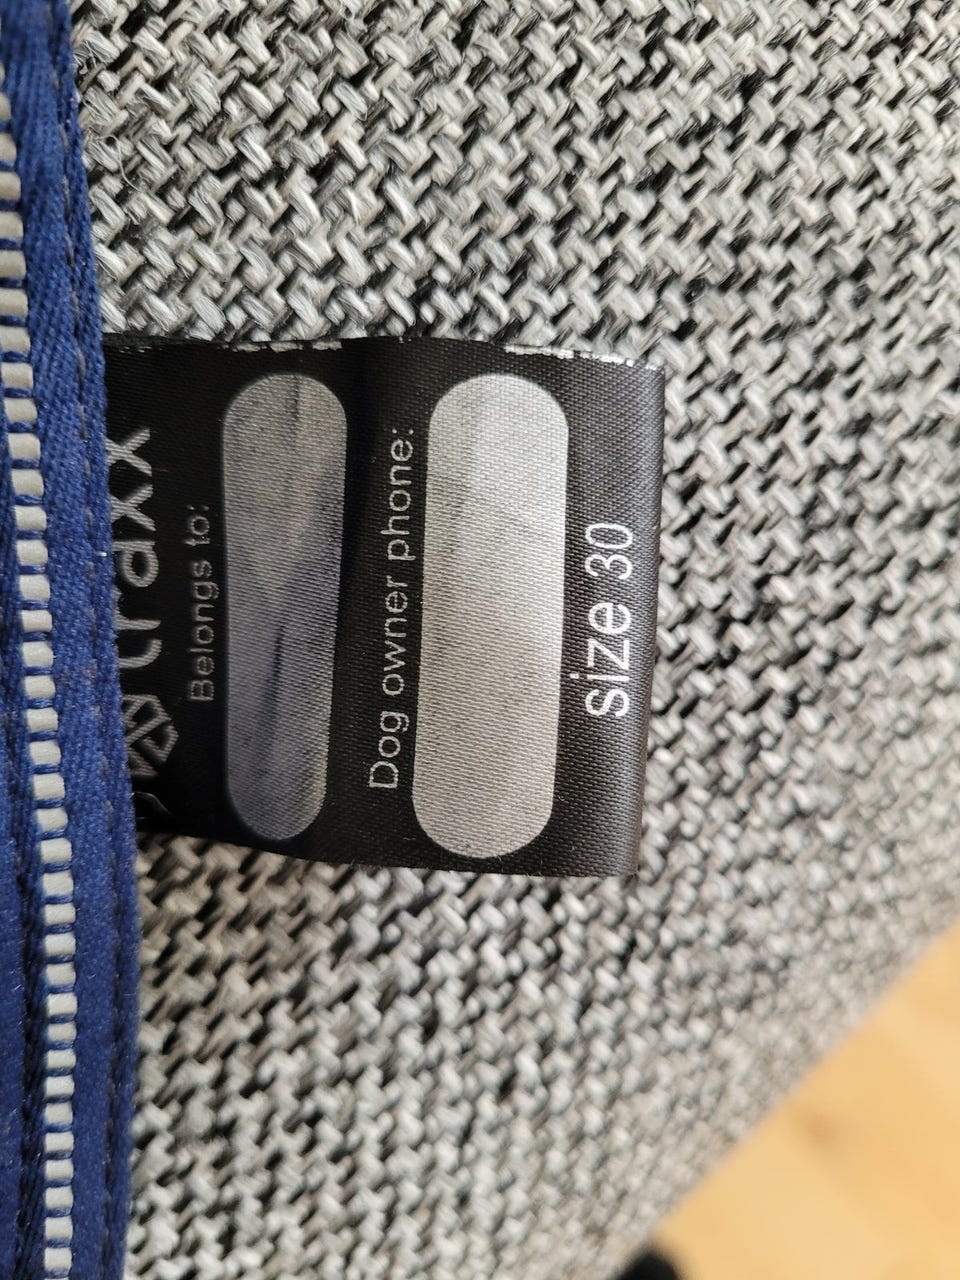 traxx
Belongs to:
Dog owner phone:
size 30